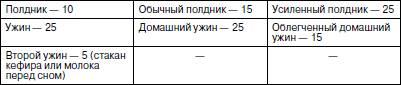 Полдник — 10
Обычный полдник — 15
Усиленный полдник — 25
Ужин — 25
Домашний ужин — 25
Облегченный домашний
ужин — 15
Второй ужин — 5 (стакан
кефира или молока
перед сном)
—
—